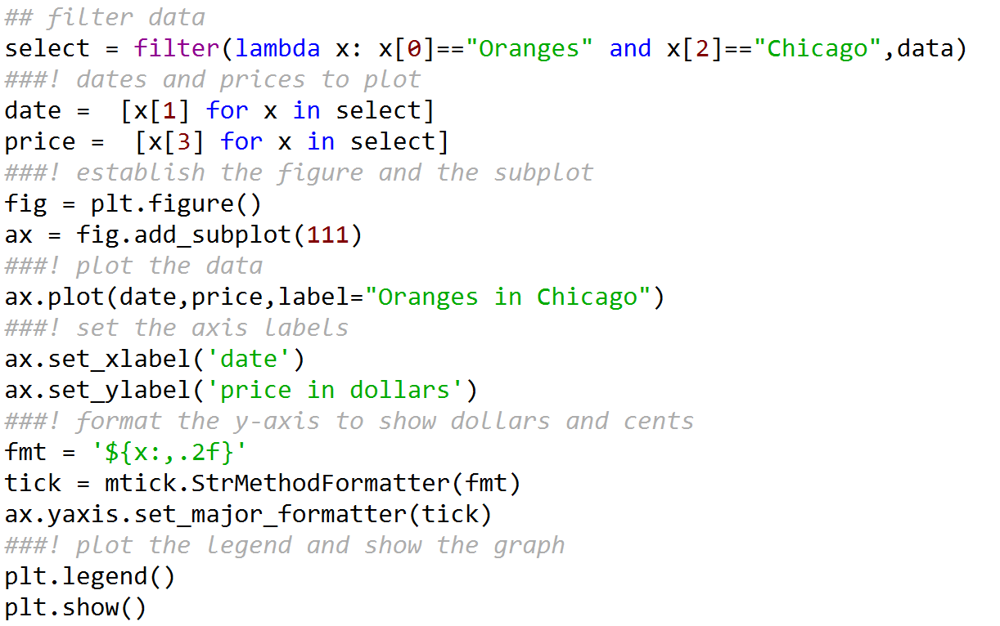 ## filter data
select = filter(lambda x: x[0]=="Oranges" and x[2]=="Chicago",data)
###! dates and prices to plot
date =  [x[1] for x in select]
price =  [x[3] for x in select]
###! establish the figure and the subplot
fig = plt.figure()
ax = fig.add_subplot(111)
###! plot the data
ax.plot(date,price,label="Oranges in Chicago")
###! set the axis labels
ax.set_xlabel('date')
ax.set_ylabel('price in dollars')
###! format the y-axis to show dollars and cents
fmt = '${x:,.2f}'
tick = mtick.StrMethodFormatter(fmt)
ax.yaxis.set_major_formatter(tick)
###! plot the legend and show the graph
plt.legend()
plt.show()